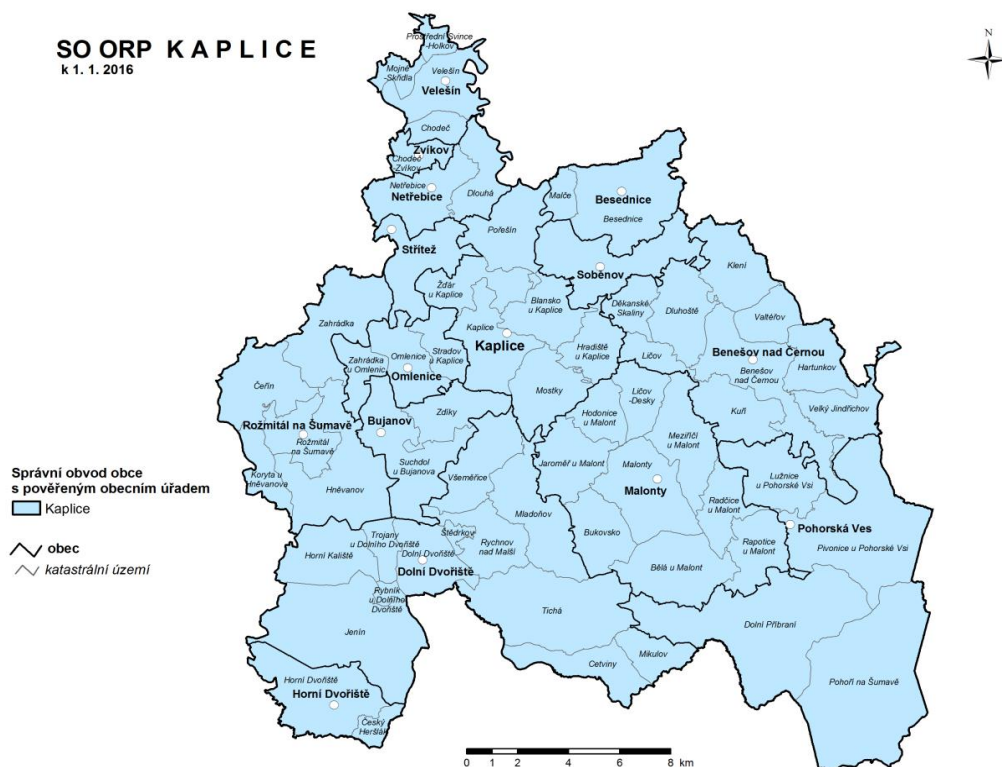 SO ORP KAPLICE
k 1. 1. 2016
N
Prostřední Svince
-Holkov
Mojné
-Skřidla
Velešín
Velešín
Chodeč
Zvíkov
Chodeč
-Zvíkov
Netřebice
Netřebice
Dlouhá
Malče
Besednice
Besednice
Střítež
Pořešín
Soběnov
Klení
Žďár
u Kaplice
Blansko
u Kaplice
Děkanské
Skaliny
Dluhoště
Valtéřov
Zahrádka
Kaplice
Kaplice
Zahrádka
u Omlenic
Omlenice
Omlenice
Stradov
u Kaplice
Hradiště
u Kaplice
Ličov
Benešov nad Černou
Benešov
nad Černou
Hartunkov
Čeřín
Mostky
Ličov
-Desky
Kuří
Velký Jindřichov
Zdíky
Hodonice
u Malont
Rožmitál na Šumavě
Rožmitál
na Šumavě
Bujanov
Meziříčí
u Malont
Suchdol
u Bujanova
Jaroměř u Malont
Malonty
Malonty
Lužnice
u Pohorské Vsi
Koryta u
Hněvanova
Hněvanov
Všeměřice
Radčice
u Malont
Mladoňov
Bukovsko
Pohorská Ves
Pivonice u Pohorské Vsi
Trojany
u Dolního Dvořiště
Štědrkov
Rapotice
u Malont
Horní Kaliště
Dolní Dvořiště
Dolní Dvořiště
Rychnov
nad Malší
Bělá u Malont
Rybník
u Dolního
Dvořiště
Tichá
Dolní Příbraní
Jenín
Mikulov
Cetviny
Pohoří na Šumavě
Horní Dvořiště
Horní Dvořiště
Český
Heršlák
Správní obvod obce
s pověřeným obecním úřadem
Kaplice
obec
katastrální území
0 1 2 4 6 8 km